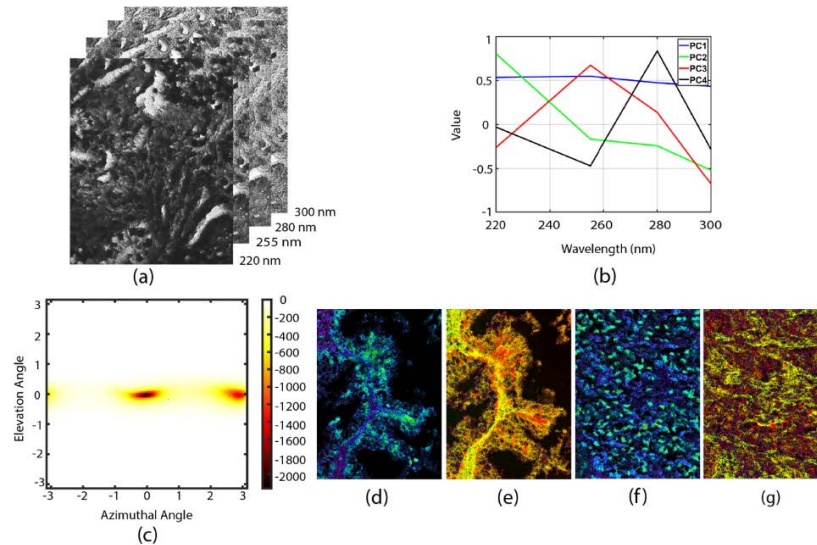 300 nm
280 nm
255 nm
220 nm
(a)
1
0.5
0
-0.5
-1
Value
PC1
PC2
PC3
PC4
220 240 260 280 300
Wavelength (nm)
(b)
3
2
1
0
-1
-2
-3
Elevation Angle
-3 -2 -1 0 1 2 3
Azimuthal Angle
(c)
0
-200
-400
-600
-800
-1000
-1200
-1400
-1600
-1800
-2000
(d) (e) (f) (g)